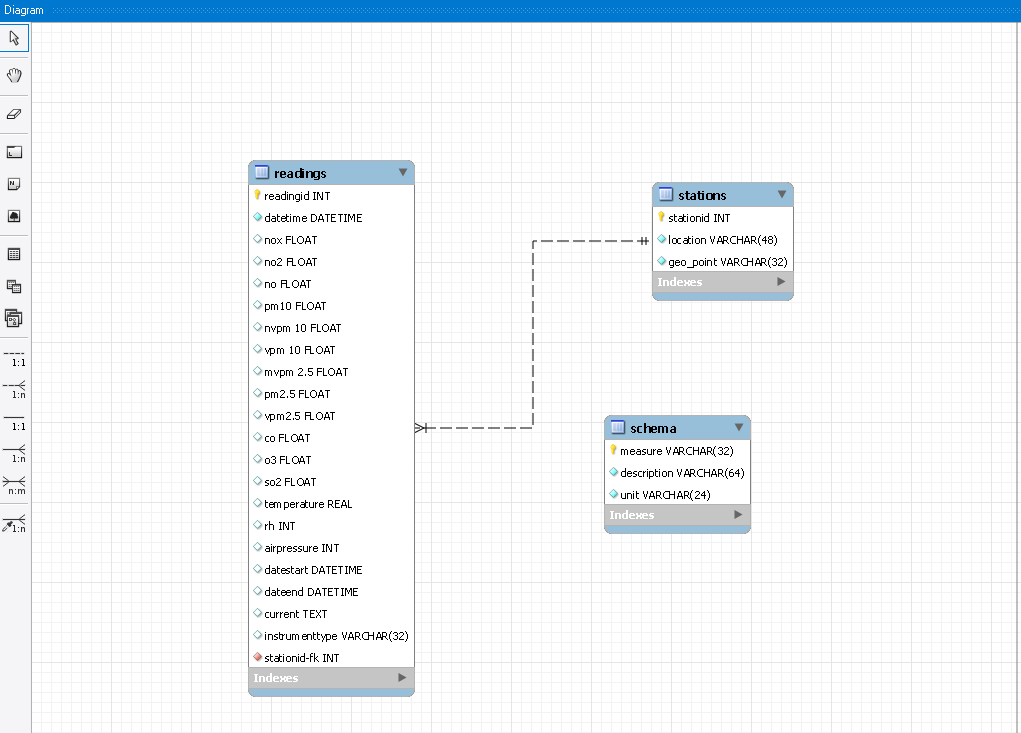 Diagram
readings
readingid INT
datetime DATETIME
nox FLOAT
no2 FLOAT
no FLOAT
pm10 FLOAT
nvpm 10 FLOAT
vpm 10 FLOAT
mvpm 2.5 FLOAT
pm2.5 FLOAT
vpm2.5 FLOAT
co FLOAT
o3 FLOAT
so2 FLOAT
temperature REAL
rh INT
airpressure INT
datestart DATETIME
dateend DATETIME
current TEXT
instrumenttype VARCHAR(32)
stationid-fk INT
Indexes
stations
stationid INT
location VARCHAR(48)
geo_point VARCHAR(32)
Indexes
schema
measure VARCHAR(32)
description VARCHAR(64)
unit VARCHAR(24)
Indexes
1:1
1:n
1:1
1:n
n:m
1:n